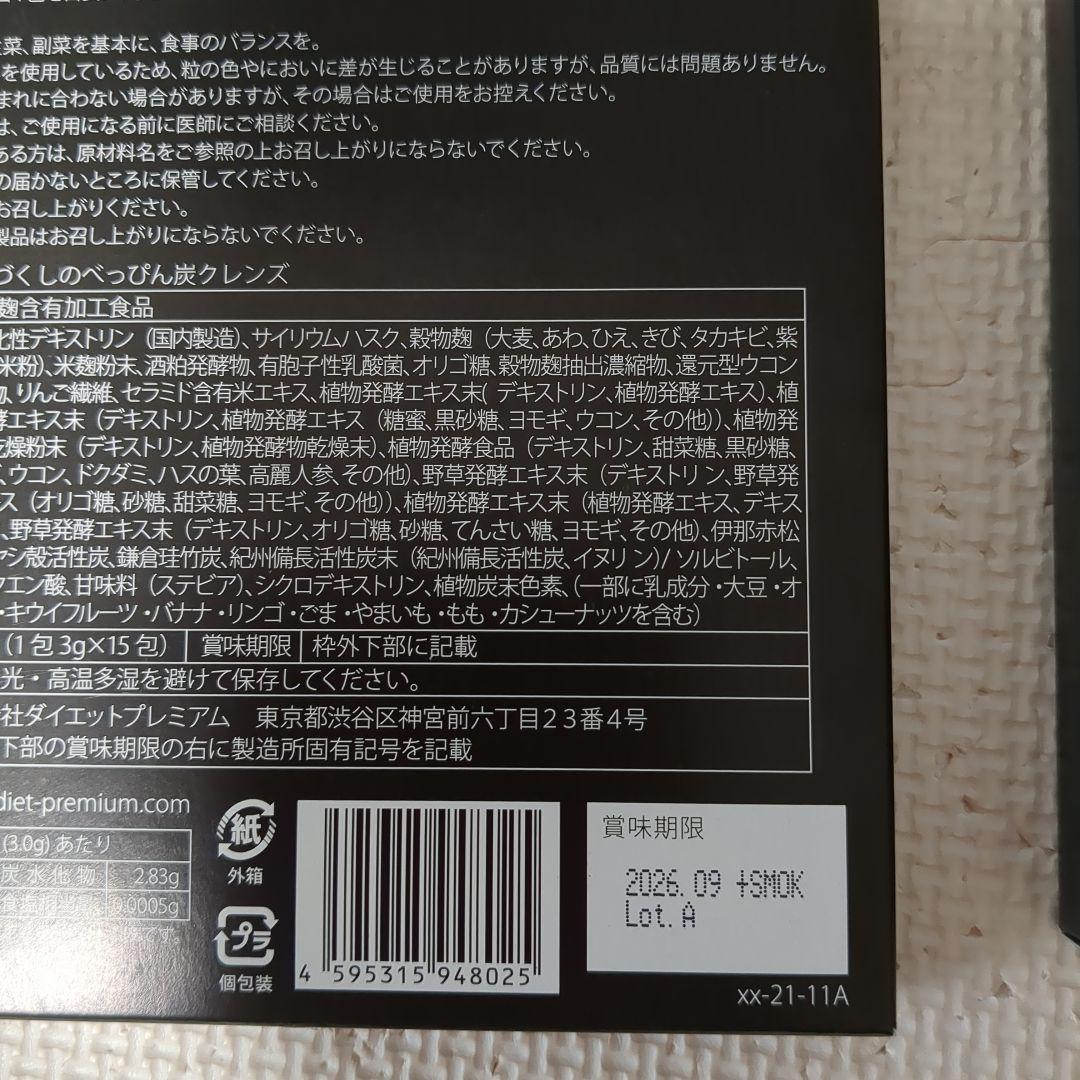 菜、副菜を基本に、食事のバランスを。
を使用しているため、粒の色やにおいに差が生じることがありますが、品質には問題ありません。
まれに合わない場合がありますが、その場合はご使用をお控えください。
は、ご使用になる前に医師にご相談ください。
ある方は、原材料名をご参照の上お召し上がりにならないでください。
の届かないところに保管してください。
お召し上がりください。
製品はお召し上がりにならないでください。
づくしのべっぴん炭クレンズ
麹含有加工食品
化性デキストリン（国内製造）、サイリウムハスク、穀物麹（大麦、あわ、ひえ、きび、タカキビ、紫
米粉）、米麹粉末、酒粕発酵物、有胞子性乳酸菌、オリゴ糖、穀物麹抽出濃縮物、還元型ウコン
物、りんご繊維、セラミド含有米エキス、植物発酵エキス末（デキストリン、植物発酵エキス）、植
酵エキス末（デキストリン、植物発酵エキス（糖蜜、黒砂糖、ヨモギ、ウコン、その他））、植物発
乾燥粉末（デキストリン、植物発酵物乾燥末）、植物発酵食品（デキストリン、甜菜糖、黒砂糖、
、ウコン、ドクダミ、ハスの葉、高麗人参、その他）、野草発酵エキス末（デキストリン、野草発
ス（オリゴ糖、砂糖、甜菜糖、ヨモギ、その他））、植物発酵エキス末（植物発酵エキス、デキス
、野草発酵エキス末（デキストリン、オリゴ糖、砂糖、てんさい糖、ヨモギ、その他）、伊那赤松
ヤシ殻活性炭、鎌倉珪竹炭、紀州備長活性炭末（紀州備長活性炭、イヌリン）/ ソルビトール、
クエン酸、甘味料（ステビア）、シクロデキストリン、植物炭末色素、（一部に乳成分・大豆・オ
・キウイフルーツ・バナナ・リンゴ・ごま・やまいも・もも・カシューナッツを含む）
（1包3g×15包） 賞味期限 枠外下部に記載
光・高温多湿を避けて保存してください。
社ダイエットプレミアム 東京都渋谷区神宮前六丁目２３番４号
下部の賞味期限の右に製造所固有記号を記載
diet-premium.com
(3.0g) あたり
炭水化物 2.83g
0.0005g
です。
紙
外箱
プラ
個包装
4 595315 948025
賞味期限
2026.09 +SMOK
Lot.A
xx-21-11A